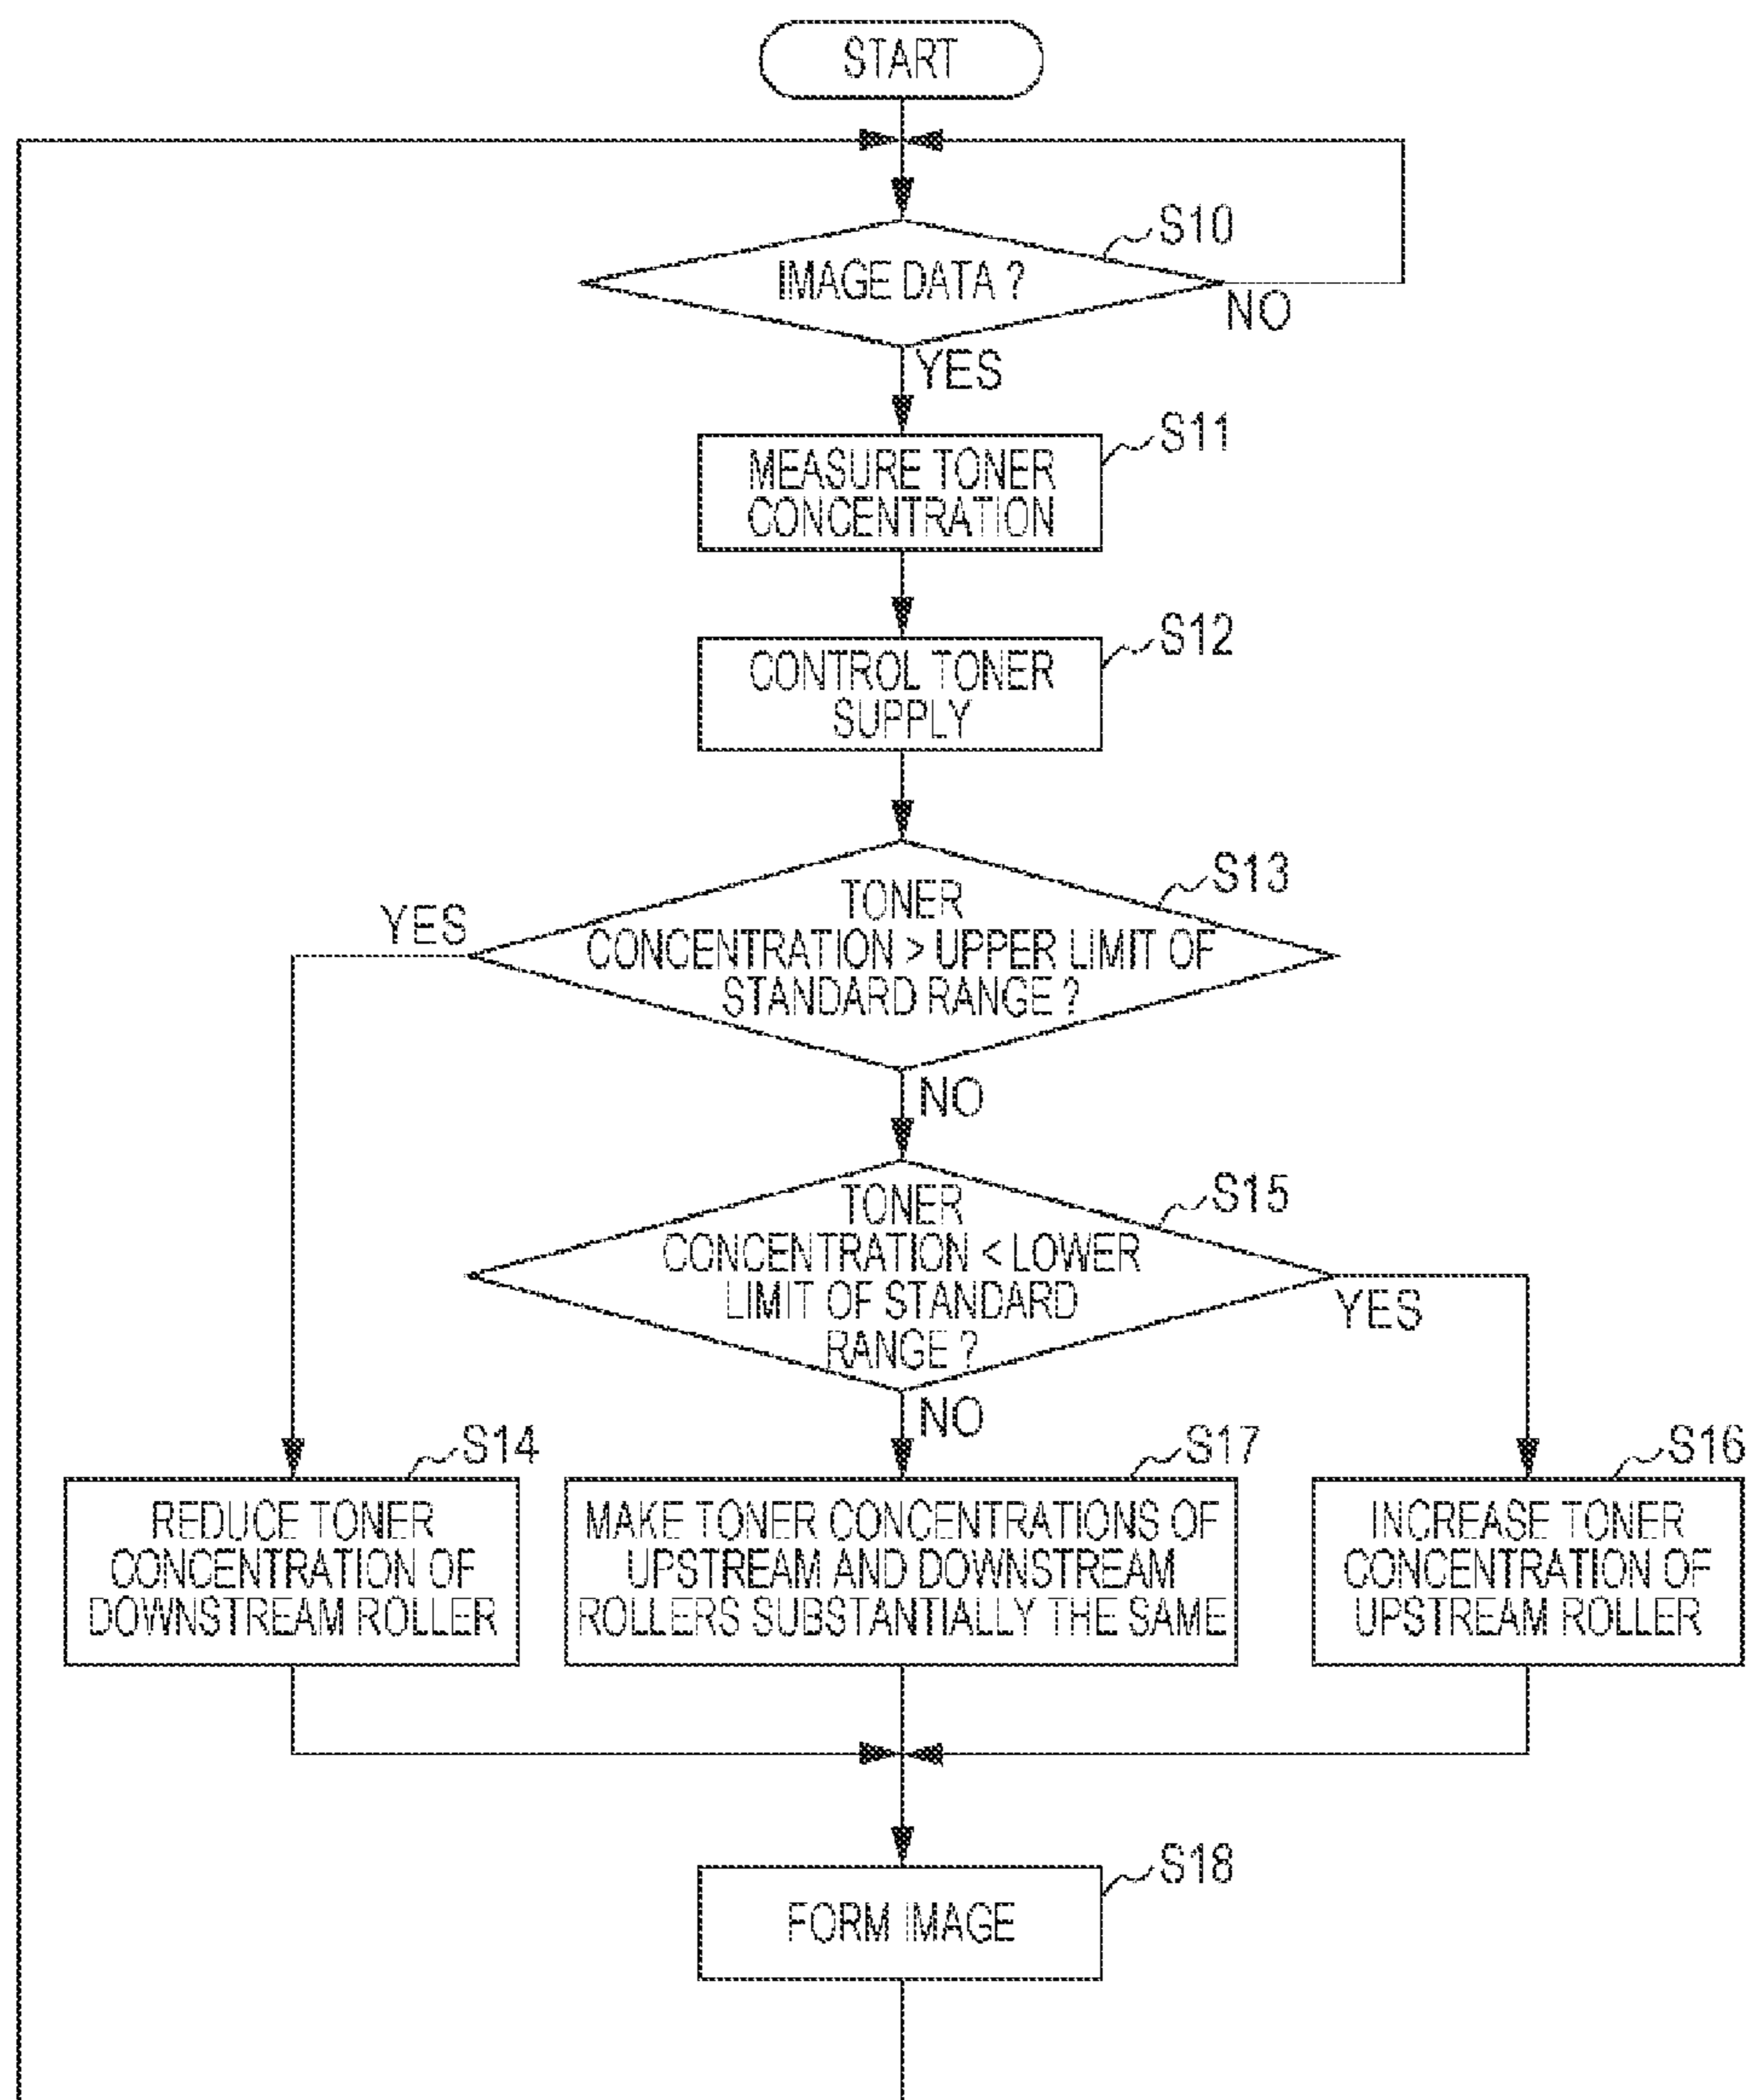 START
S10
IMAGE DATA ?
NO
YES
S11
MEASURE TONER
CONCENTRATION
S12
CONTROL TONER
SUPPLY
S13
YES
TONER
CONCENTRATION > UPPER LIMIT OF
STANDARD RANGE ?
NO
S15
TONER
CONCENTRATION < LOWER
LIMIT OF STANDARD
RANGE ?
YES
NO
S14
REDUCE TONER
CONCENTRATION OF
DOWNSTREAM ROLLER
S17
MAKE TONER CONCENTRATIONS OF
UPSTREAM AND DOWNSTREAM
ROLLERS SUBSTANTIALLY THE SAME
S16
INCREASE TONER
CONCENTRATION OF
UPSTREAM ROLLER
S18
FORM IMAGE